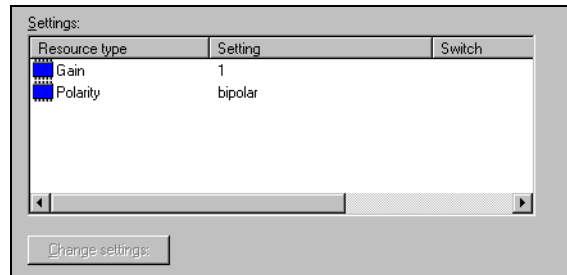 Settings:
Resource type Setting Switch
Gain 1
Polarity bipolar
Change settings: